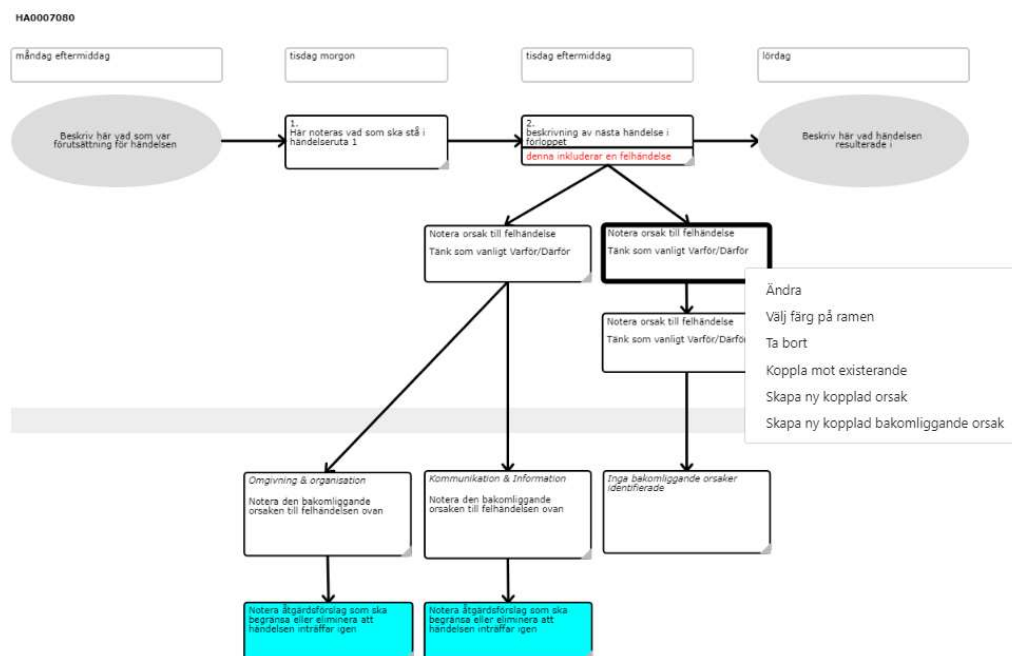 HA0007080
måndag eftermiddag
tisdag morgon
tisdag eftermiddag
lördag
Beskriv här vad som var
förutsättning för händelsen
1.
Här noteras vad som ska stå i
händelseruta 1
2.
beskrivning av nästa händelse i
förloppet
denna inkluderar en felhändelse
Beskriv här vad händelsen
resulterade i
Notera orsak till felhändelse
Tänk som vanligt Varför/Därför
Notera orsak till felhändelse
Tänk som vanligt Varför/Därför
Ändra
Välj färg på ramen
Ta bort
Koppla mot existerande
Skapa ny kopplad orsak
Skapa ny kopplad bakomliggande orsak
Notera orsak till felhändelse
Tänk som vanligt Varför/Därför
Omgivning & organisation
Notera den bakomliggande
orsaken till felhändelsen ovan
Kommunikation & Information
Notera den bakomliggande
orsaken till felhändelsen ovan
Inga bakomliggande orsaker
identifierade
Notera åtgärdsförslag som ska
begränsa eller eliminera att
händelsen inträffar igen
Notera åtgärdsförslag som ska
begränsa eller eliminera att
händelsen inträffar igen